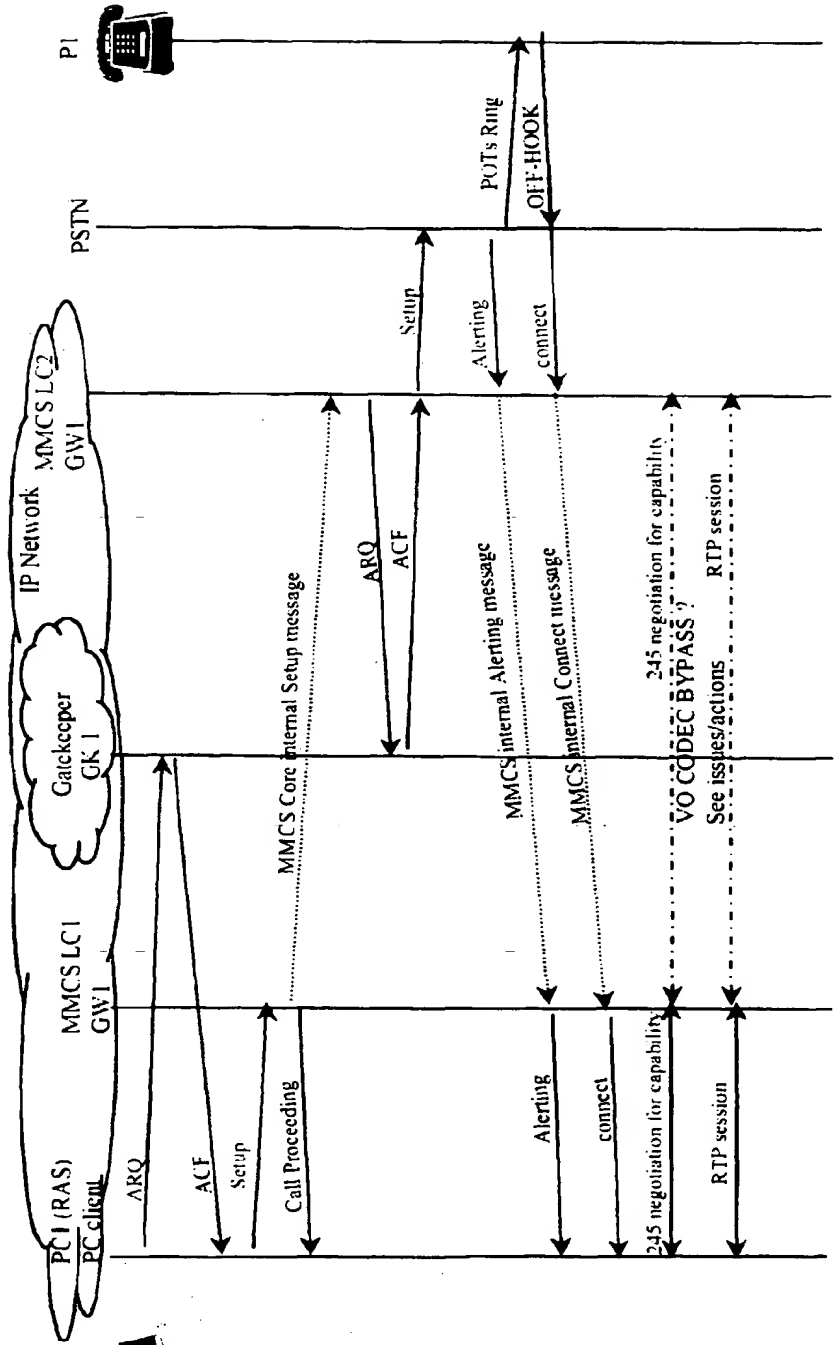 IP Network
PC1 (RAS)
PC client
MMCS LC1
GW1
Gatekeeper
GK 1
MMCS LC2
GW1
PSTN
P1
ARQ
ACF
Setup
Call Proceeding
MMCS Core internal Setup message
ARQ
ACF
Setup
Alerting
POTs Ring
OFF-HOOK
connect
MMCS internal Alerting message
MMCS internal Connect message
Alerting
connect
245 negotiation for capability
245 negotiation for capability
VO CODEC BYPASS ?
See issues/actions
RTP session
RTP session